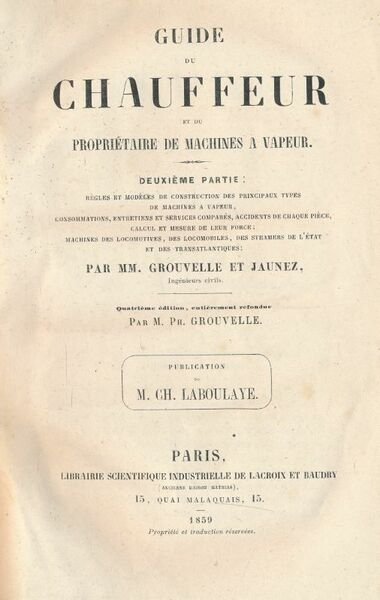 GUIDE
DU
CHAUFFEUR
ET DU
PROPRIÉTAIRE DE MACHINES A VAPEUR.
DEUXIÈME PARTIE:
RÈGLES ET MODÈLES DE CONSTRUCTION DES PRINCIPAUX TYPES
DE MACHINES A VAPEUR,
CONSOMMATIONS, ENTRETIENS ET SERVICES COMPARÉS, ACCIDENTS DE CHAQUE PIÈCE,
CALCUL ET MESURE DE LEUR FORCE;
MACHINES DES LOCOMOTIVES, DES LOCOMOBILES, DES STEAMERS DE L'ÉTAT
ET DES TRANSATLANTIQUES;
PAR MM. GROUVELLE ET JAUNEZ,
Ingénieurs civils.
Quatrième édition, entièrement refondue
PAR M. PH. GROUVELLE.
PUBLICATION
DE
M. CH. LABOULAYE.
PARIS,
LIBRAIRIE SCIENTIFIQUE INDUSTRIELLE DE LACROIX ET BAUDRY
(ANCIENNE MAISON MATHIAS),
15, QUAI MALAQUAIS, 15.
1859
Propriété et traduction réservées.